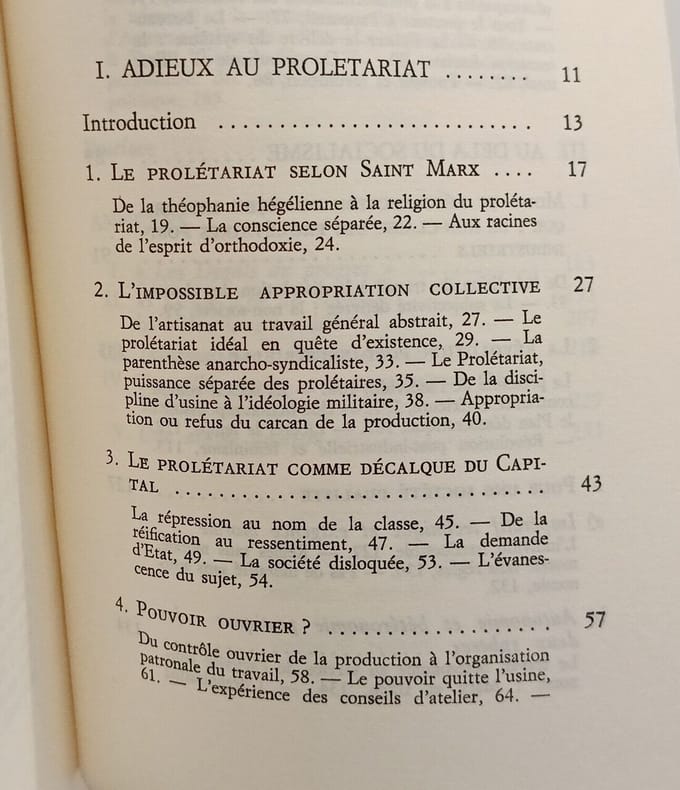 I. ADIEUX AU PROLETARIAT ........ 11
Introduction ............................ 13
1. LE PROLÉTARIAT SELON SAINT MARX .... 17
De la théophanie hégélienne à la religion du proléta-
riat, 19. — La conscience séparée, 22. — Aux racines
de l'esprit d'orthodoxie, 24.
2. L'IMPOSSIBLE APPROPRIATION COLLECTIVE 27
De l'artisanat au travail général abstrait, 27. — Le
prolétariat idéal en quête d'existence, 29. — La
parenthèse anarcho-syndicaliste, 33. — Le Prolétariat,
puissance séparée des prolétaires, 35. — De la disci-
pline d'usine à l'idéologie militaire, 38. — Appropria-
tion ou refus du carcan de la production, 40.
3. LE PROLÉTARIAT COMME DÉCALQUE DU CAPI-
TAL ................................. 43
La répression au nom de la classe, 45. — De la
réification au ressentiment, 47. — La demande
d'Etat, 49. — La société disloquée, 53. — L'évanes-
cence du sujet, 54.
4. POUVOIR OUVRIER ? .................... 57
Du contrôle ouvrier de la production à l'organisation
patronale du travail, 58. — Le pouvoir quitte l'usine,
61. — L'expérience des conseils d'atelier, 64. —